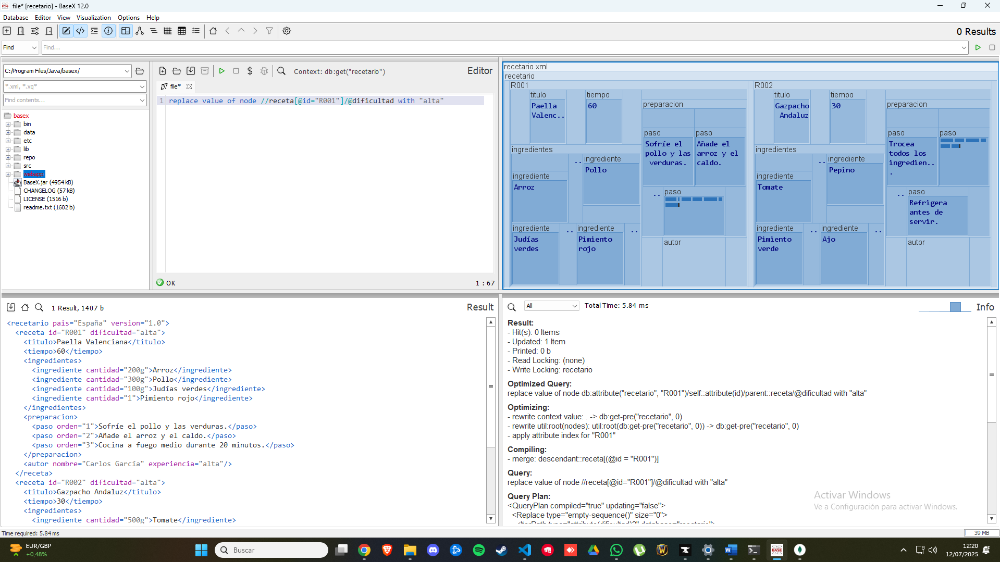 file* [recetario] - BaseX 12.0
Database Editor View Visualization Options Help
0 Results
Find
Find...
C:/Program Files/Java/basex/
*.xml, *.xq*
Find contents...
basex
bin
data
etc
lib
repo
src
webapp
BaseX.jar (4954 kB)
CHANGELOG (57 kB)
LICENSE (1516 b)
readme.txt (1602 b)
Context: db:get("recetario")
Editor
file*
1 replace value of node //receta[@id="R001"]/@dificultad with "alta"
OK
1 : 67
recetario.xml
recetario
R001
titulo
Paella
Valenc..
tiempo
60
preparacion
paso
Sofríe el
pollo y las
verduras.
paso
Añade el
arroz y el
caldo.
ingredientes
ingrediente
Arroz
..
ingrediente
Pollo
..
paso
ingrediente
Judías
verdes
..
ingrediente
Pimiento
rojo
..
autor
R002
titulo
Gazpacho
Andaluz
tiempo
30
preparacion
paso
Trocea
todos los
ingredien..
.
paso
ingredientes
ingrediente
Tomate
..
ingrediente
Pepino
..
paso
Refrigera
antes de
servir.
ingrediente
Pimiento
verde
..
ingrediente
Ajo
..
autor
1 Result, 1407 b
Result
<recetario pais="España" version="1.0">
<receta id="R001" dificultad="alta">
<titulo>Paella Valenciana</titulo>
<tiempo>60</tiempo>
<ingredientes>
<ingrediente cantidad="200g">Arroz</ingrediente>
<ingrediente cantidad="300g">Pollo</ingrediente>
<ingrediente cantidad="100g">Judías verdes</ingrediente>
<ingrediente cantidad="1">Pimiento rojo</ingrediente>
</ingredientes>
<preparacion>
<paso orden="1">Sofríe el pollo y las verduras.</paso>
<paso orden="2">Añade el arroz y el caldo.</paso>
<paso orden="3">Cocina a fuego medio durante 20 minutos.</paso>
</preparacion>
<autor nombre="Carlos García" experiencia="alta"/>
</receta>
<receta id="R002" dificultad="alta">
<titulo>Gazpacho Andaluz</titulo>
<tiempo>30</tiempo>
<ingredientes>
<ingrediente cantidad="500g">Tomate</ingrediente>
All
Total Time: 5.84 ms
Info
Result:
- Hit(s): 0 Items
- Updated: 1 Item
- Printed: 0 b
- Read Locking: (none)
- Write Locking: recetario
Optimized Query:
replace value of node db:attribute("recetario", "R001")/self::attribute(id)/parent::receta/@dificultad with "alta"
Optimizing:
- rewrite context value: . -> db:get-pre("recetario", 0)
- rewrite util:root(nodes): util:root(db:get-pre("recetario", 0)) -> db:get-pre("recetario", 0)
- apply attribute index for "R001"
Compiling:
- merge: descendant::receta[(@id = "R001")]
Query:
replace value of node //receta[@id="R001"]/@dificultad with "alta"
Query Plan:
<QueryPlan compiled="true" updating="false">
<Replace type="empty-sequence()" size="0">
Activar Windows
Ve a Configuración para activar Windows.
Time required: 5.84 ms
39 MB
EUR/GBP
+0,48%
Buscar
BASE
12:20
12/07/2025